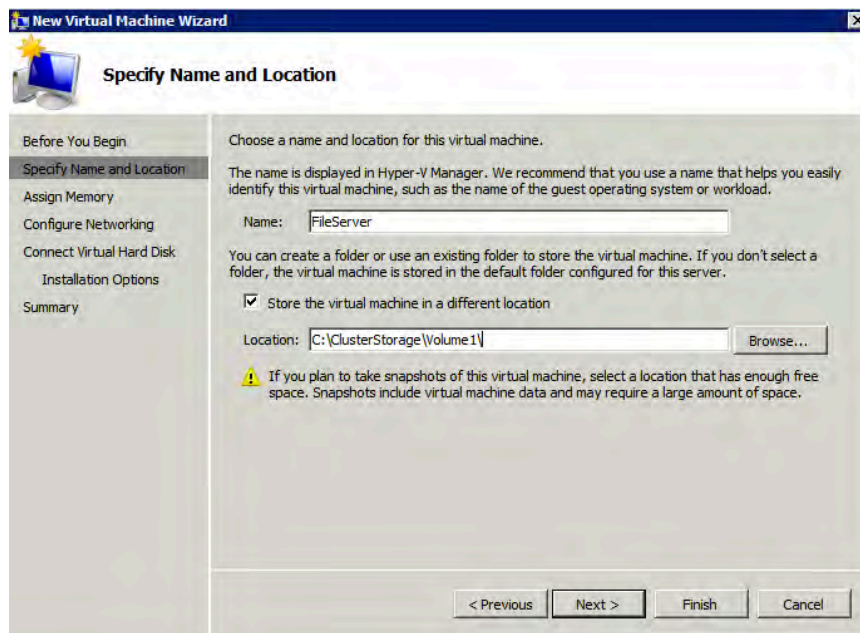 New Virtual Machine Wizard
Specify Name and Location
Before You Begin
Specify Name and Location
Assign Memory
Configure Networking
Connect Virtual Hard Disk
Installation Options
Summary
Choose a name and location for this virtual machine.
The name is displayed in Hyper-V Manager. We recommend that you use a name that helps you easily
identify this virtual machine, such as the name of the guest operating system or workload.
Name: FileServer
You can create a folder or use an existing folder to store the virtual machine. If you don't select a
folder, the virtual machine is stored in the default folder configured for this server.
Store the virtual machine in a different location
Location: C:\ClusterStorage\Volume1\ Browse...
If you plan to take snapshots of this virtual machine, select a location that has enough free
space. Snapshots include virtual machine data and may require a large amount of space.
< Previous Next > Finish Cancel